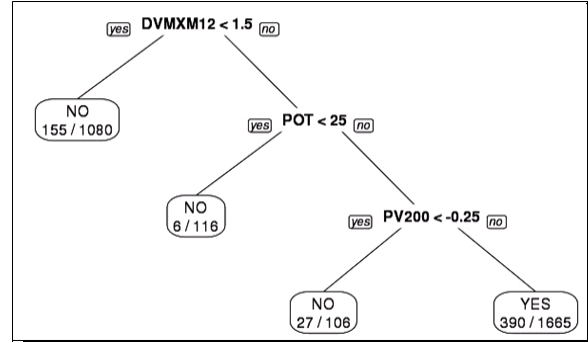 yes DVMXM12 < 1.5 no
NO
155 / 1080
yes POT < 25 no
NO
6 / 116
yes PV200 < -0.25 no
NO
27 / 106
YES
390 / 1665